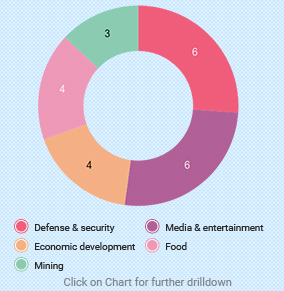 3
6
4
4
6
Defense & security
Media & entertainment
Economic development
Food
Mining
Click on Chart for further drilldown